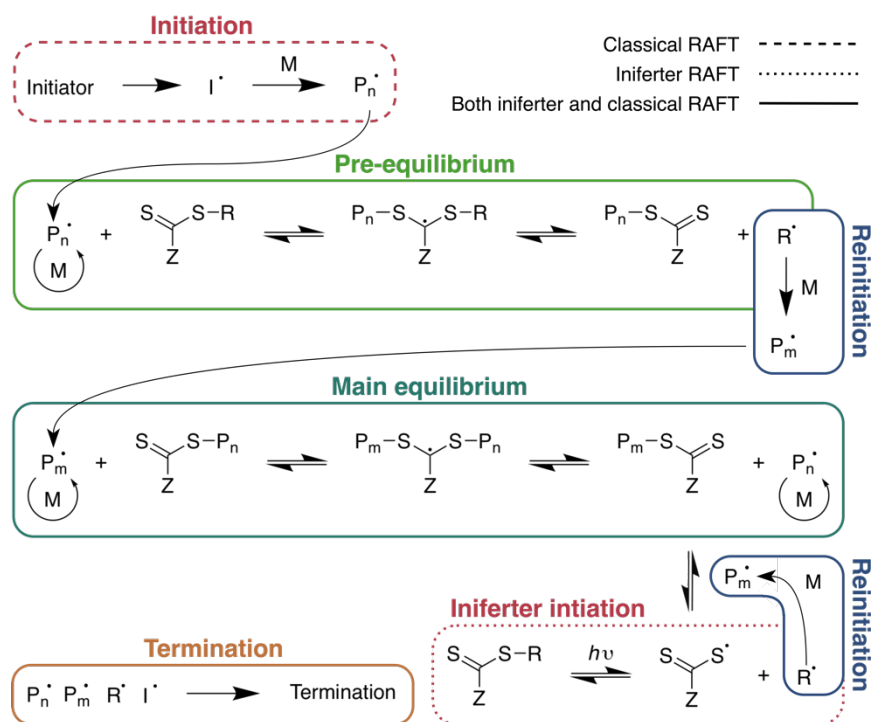 Initiation
Initiator I• M Pn•
Classical RAFT
Iniferter RAFT
Both iniferter and classical RAFT
Pre-equilibrium
Pn• + S S–R Z Pn–S S–R Z Pn–S S Z + R•
M
M
Pm•
Reinitiation
Main equilibrium
Pm• + S S–Pn Z Pm–S S–Pn Z Pm–S S Z + Pn•
M M
Pm• M
Reinitiation
Iniferter intiation
S S–R Z hυ S S• Z + R•
Termination
Pn• Pm• R• I• Termination